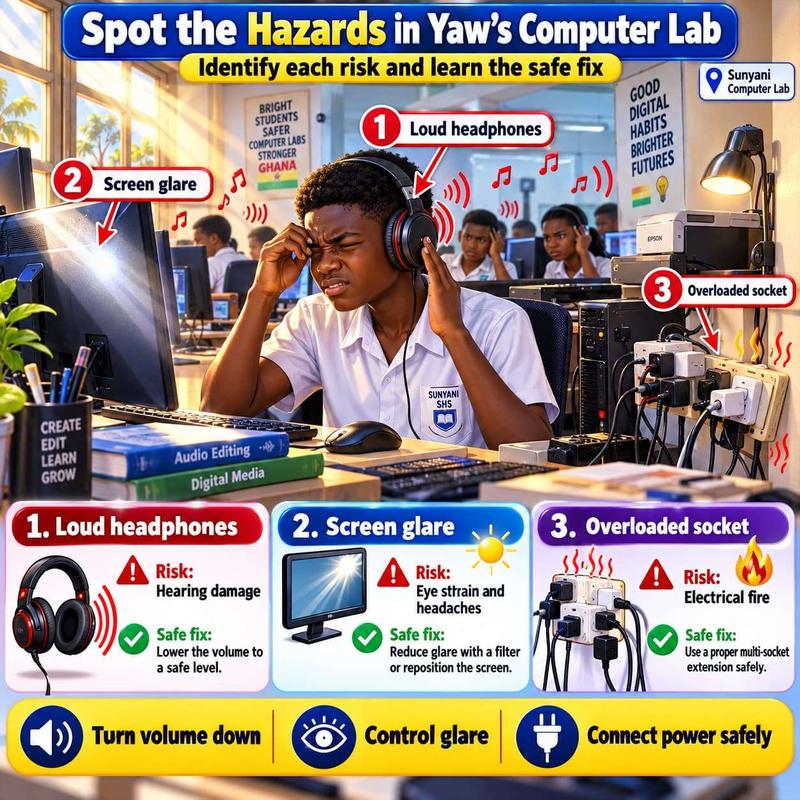 Spot the Hazards in Yaw's Computer Lab
Identify each risk and learn the safe fix
Sunyani
Computer Lab
BRIGHT
STUDENTS
SAFER
COMPUTER LABS
STRONGER
GHANA
GOOD
DIGITAL
HABITS
BRIGHTER
FUTURES
1 Loud headphones
2 Screen glare
3 Overloaded socket
EPSON
SUNYANI
SHS
CREATE
EDIT
LEARN
GROW
Audio Editing
Digital Media
1. Loud headphones
Risk:
Hearing damage
Safe fix:
Lower the volume to
a safe level.
2. Screen glare
Risk:
Eye sthrain and
headaches
Safe fix:
Reduce glare with a filter
or reposition the screen.
3. Overloaded socket
Risk:
Electrical fire
Safe fix:
Use a proper multi-socket
extension safely.
Turn volume down
Control glare
Connect power safely